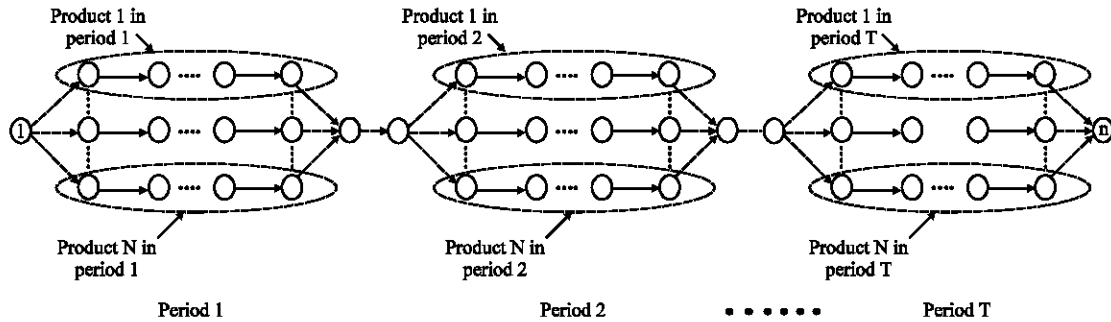 Product 1 in
period 1
Product 1 in
period 2
Product 1 in
period T
1
n
Product N in
period 1
Product N in
period 2
Product N in
period T
Period 1
Period 2
Period T